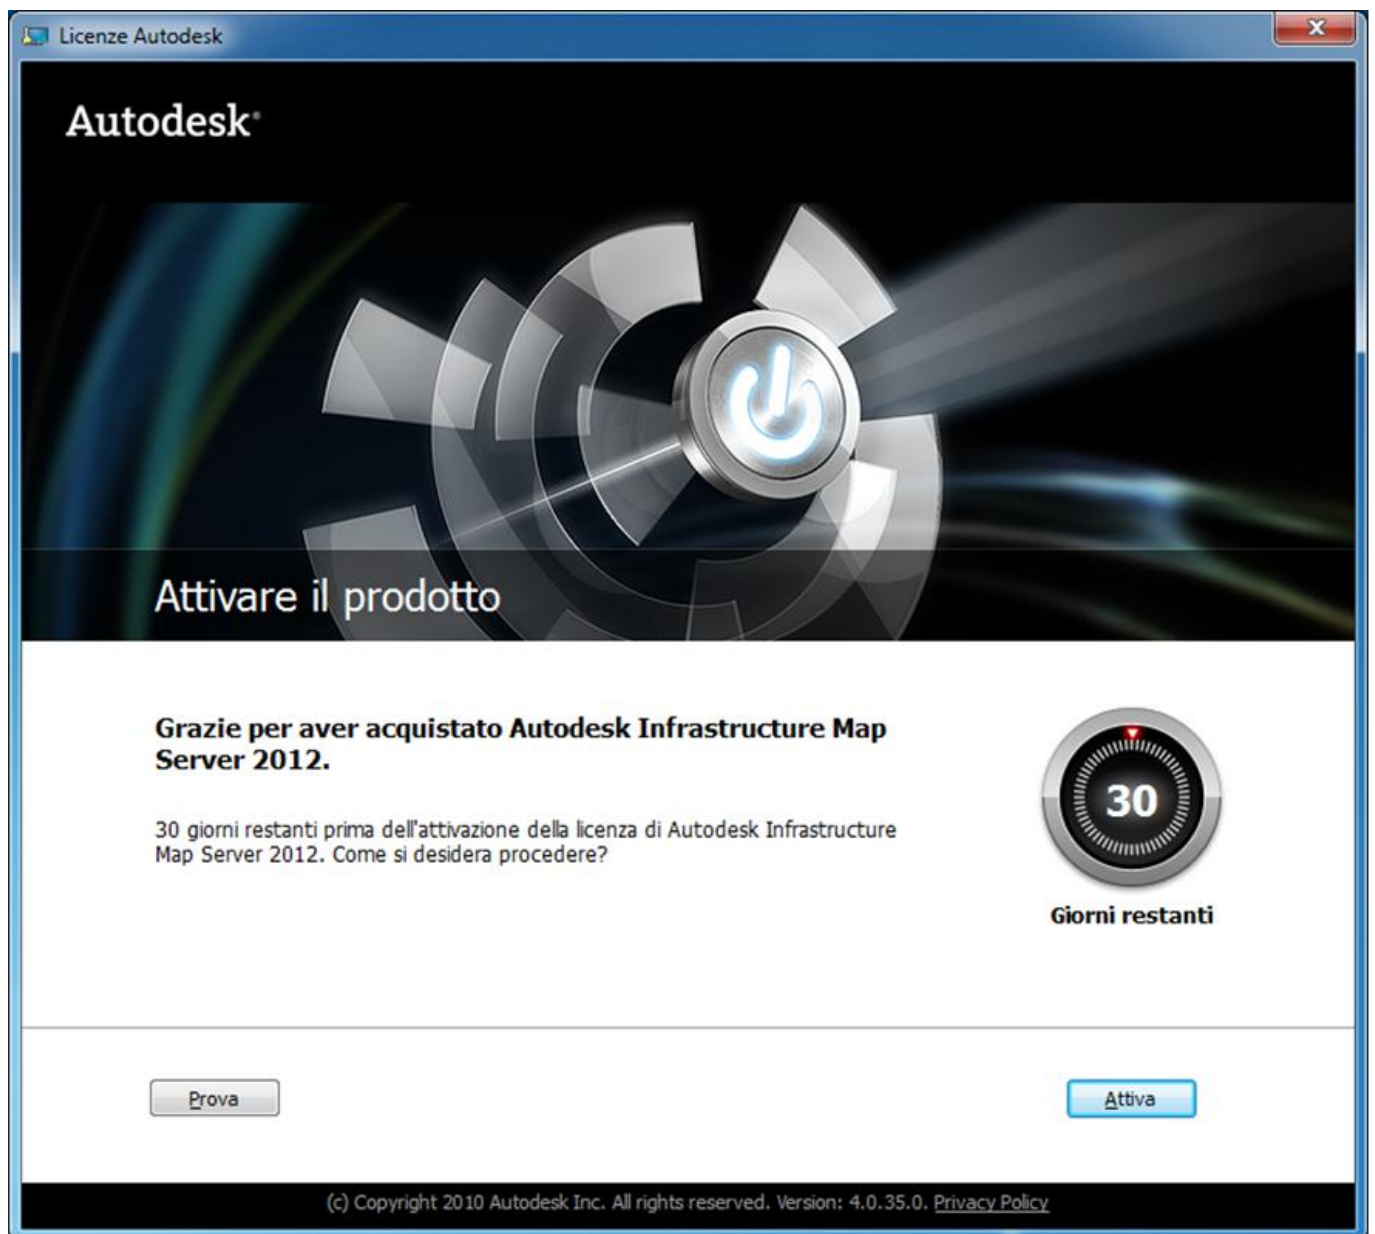 Licenze Autodesk
Autodesk®
Attivare il prodotto
Grazie per aver acquistato Autodesk Infrastructure Map
Server 2012.
30 giorni restanti prima dell'attivazione della licenza di Autodesk Infrastructure
Map Server 2012. Come si desidera procedere?
30
Giorni restanti
Prova
Attiva
(c) Copyright 2010 Autodesk Inc. All rights reserved. Version: 4.0.35.0. Privacy Policy